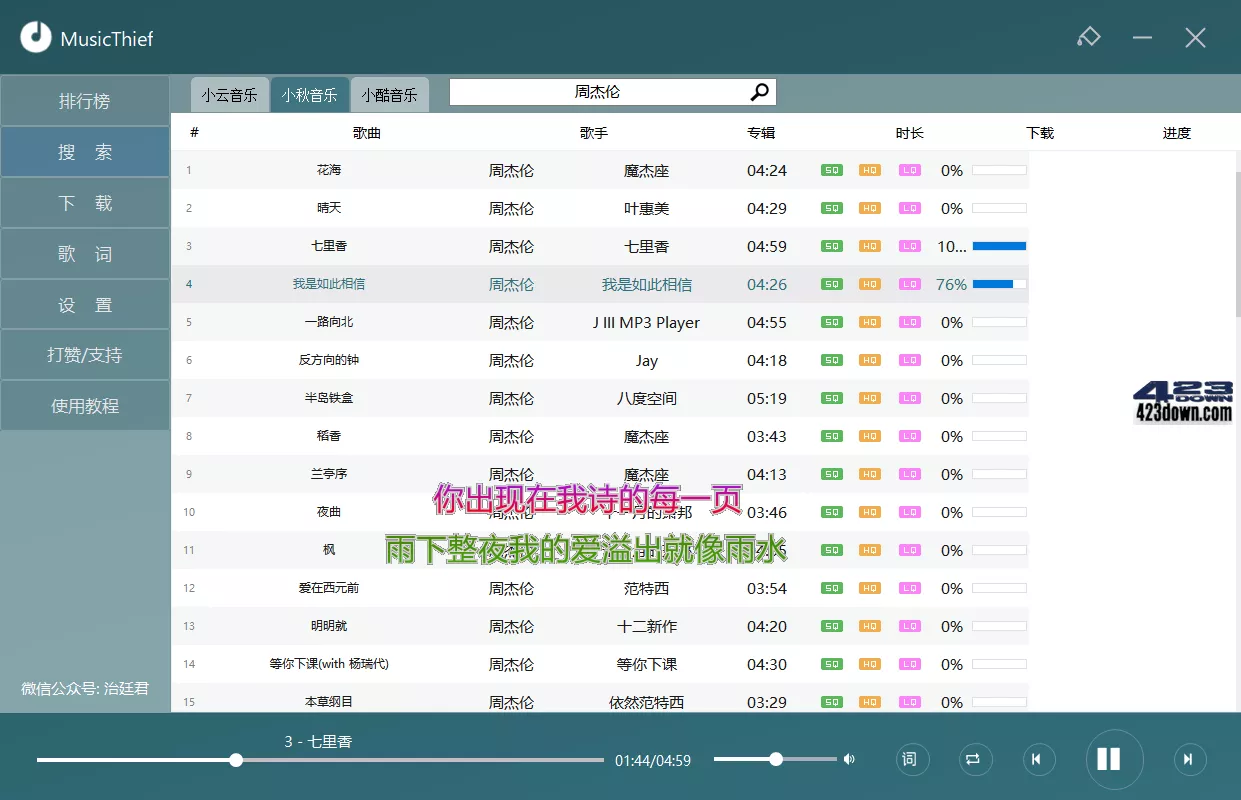 MusicThief
排行榜
搜 索
下 载
歌 词
设 置
打赏/支持
使用教程
微信公众号: 治廷君
小云音乐 小秋音乐 小酷音乐 周杰伦
# 歌曲 歌手 专辑 时长 下载 进度
1 花海 周杰伦 魔杰座 04:24 SQ HQ LQ 0%
2 晴天 周杰伦 叶惠美 04:29 SQ HQ LQ 0%
3 七里香 周杰伦 七里香 04:59 SQ HQ LQ 10...
4 我是如此相信 周杰伦 我是如此相信 04:26 SQ HQ LQ 76%
5 一路向北 周杰伦 J III MP3 Player 04:55 SQ HQ LQ 0%
6 反方向的钟 周杰伦 Jay 04:18 SQ HQ LQ 0%
7 半岛铁盒 周杰伦 八度空间 05:19 SQ HQ LQ 0%
8 稻香 周杰伦 魔杰座 03:43 SQ HQ LQ 0%
9 兰亭序 周杰伦 魔杰座 04:13 SQ HQ LQ 0%
你出现在我诗的每一页
10 夜曲 周杰伦 十一月的萧邦 03:46 SQ HQ LQ 0%
雨下整夜我的爱溢出就像雨水
11 枫 SQ HQ LQ 0%
12 爱在西元前 周杰伦 范特西 03:54 SQ HQ LQ 0%
13 明明就 周杰伦 十二新作 04:20 SQ HQ LQ 0%
14 等你下课(with 杨瑞代) 周杰伦 等你下课 04:30 SQ HQ LQ 0%
15 本草纲目 周杰伦 依然范特西 03:29 SQ HQ LQ 0%
423
DOWN
423down.com
3 - 七里香
01:44/04:59
词